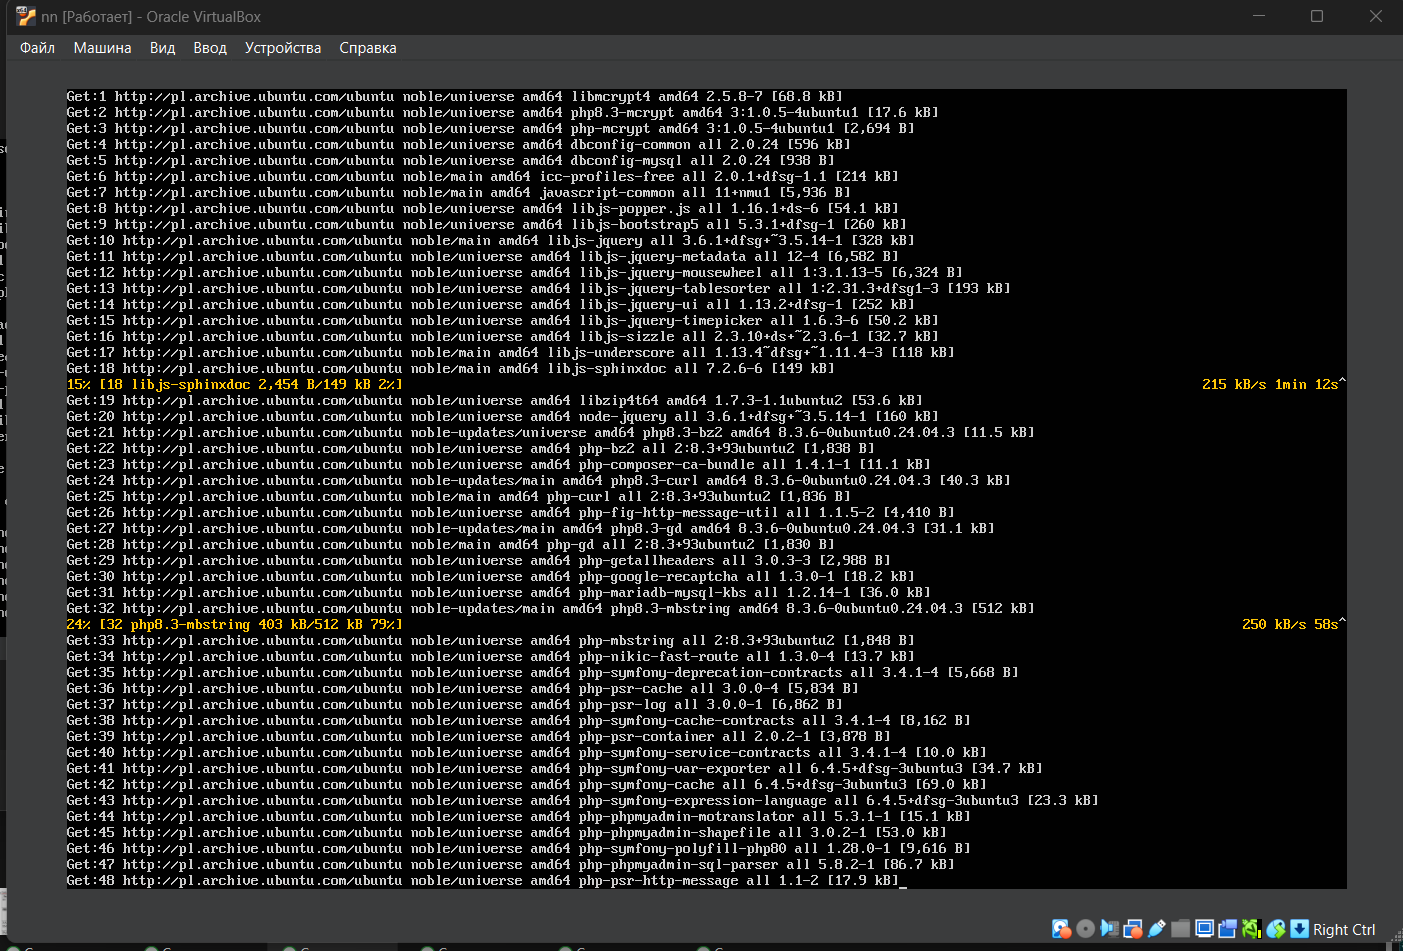 nn [Работает] - Oracle VirtualBox
Файл Машина Вид Ввод Устройства Справка
Get:1 http://pl.archive.ubuntu.com/ubuntu noble/universe amd64 libmcrypt4 amd64 2.5.8-7 [68.8 kB]
Get:2 http://pl.archive.ubuntu.com/ubuntu noble/universe amd64 php8.3-mcrypt amd64 3:1.0.5-4ubuntu1 [17.6 kB]
Get:3 http://pl.archive.ubuntu.com/ubuntu noble/universe amd64 php-mcrypt amd64 3:1.0.5-4ubuntu1 [2,694 B]
Get:4 http://pl.archive.ubuntu.com/ubuntu noble/universe amd64 dbconfig-common all 2.0.24 [596 kB]
Get:5 http://pl.archive.ubuntu.com/ubuntu noble/universe amd64 dbconfig-mysql all 2.0.24 [938 B]
Get:6 http://pl.archive.ubuntu.com/ubuntu noble/main amd64 icc-profiles-free all 2.0.1+dfsg-1.1 [214 kB]
Get:7 http://pl.archive.ubuntu.com/ubuntu noble/main amd64 javascript-common all 11+nmu1 [5,936 B]
Get:8 http://pl.archive.ubuntu.com/ubuntu noble/universe amd64 libjs-popper.js all 1.16.1+ds-6 [54.1 kB]
Get:9 http://pl.archive.ubuntu.com/ubuntu noble/universe amd64 libjs-bootstrap5 all 5.3.1+dfsg-1 [260 kB]
Get:10 http://pl.archive.ubuntu.com/ubuntu noble/main amd64 libjs-jquery all 3.6.1+dfsg+~3.5.14-1 [328 kB]
Get:11 http://pl.archive.ubuntu.com/ubuntu noble/universe amd64 libjs-jquery-metadata all 12-4 [6,582 B]
Get:12 http://pl.archive.ubuntu.com/ubuntu noble/universe amd64 libjs-jquery-mousewheel all 1:3.1.13-5 [6,324 B]
Get:13 http://pl.archive.ubuntu.com/ubuntu noble/universe amd64 libjs-jquery-tablesorter all 1:2.31.3+dfsg1-3 [193 kB]
Get:14 http://pl.archive.ubuntu.com/ubuntu noble/universe amd64 libjs-jquery-ui all 1.13.2+dfsg-1 [252 kB]
Get:15 http://pl.archive.ubuntu.com/ubuntu noble/universe amd64 libjs-jquery-timepicker all 1.6.3-6 [50.2 kB]
Get:16 http://pl.archive.ubuntu.com/ubuntu noble/universe amd64 libjs-sizzle all 2.3.10+ds+~2.3.6-1 [32.7 kB]
Get:17 http://pl.archive.ubuntu.com/ubuntu noble/main amd64 libjs-underscore all 1.13.4~dfsg+~1.11.4-3 [118 kB]
Get:18 http://pl.archive.ubuntu.com/ubuntu noble/main amd64 libjs-sphinxdoc all 7.2.6-6 [149 kB]
15% [18 libjs-sphinxdoc 2,454 B/149 kB 2%] 215 kB/s 1min 12s^
Get:19 http://pl.archive.ubuntu.com/ubuntu noble/universe amd64 libzip4t64 amd64 1.7.3-1.1ubuntu2 [53.6 kB]
Get:20 http://pl.archive.ubuntu.com/ubuntu noble/universe amd64 node-jquery all 3.6.1+dfsg+~3.5.14-1 [160 kB]
Get:21 http://pl.archive.ubuntu.com/ubuntu noble-updates/universe amd64 php8.3-bz2 amd64 8.3.6-0ubuntu0.24.04.3 [11.5 kB]
Get:22 http://pl.archive.ubuntu.com/ubuntu noble/universe amd64 php-bz2 all 2:8.3+93ubuntu2 [1,838 B]
Get:23 http://pl.archive.ubuntu.com/ubuntu noble/universe amd64 php-composer-ca-bundle all 1.4.1-1 [11.1 kB]
Get:24 http://pl.archive.ubuntu.com/ubuntu noble-updates/main amd64 php8.3-curl amd64 8.3.6-0ubuntu0.24.04.3 [40.3 kB]
Get:25 http://pl.archive.ubuntu.com/ubuntu noble/main amd64 php-curl all 2:8.3+93ubuntu2 [1,836 B]
Get:26 http://pl.archive.ubuntu.com/ubuntu noble/universe amd64 php-fig-http-message-util all 1.1.5-2 [4,410 B]
Get:27 http://pl.archive.ubuntu.com/ubuntu noble-updates/main amd64 php8.3-gd amd64 8.3.6-0ubuntu0.24.04.3 [31.1 kB]
Get:28 http://pl.archive.ubuntu.com/ubuntu noble/main amd64 php-gd all 2:8.3+93ubuntu2 [1,830 B]
Get:29 http://pl.archive.ubuntu.com/ubuntu noble/universe amd64 php-getallheaders all 3.0.3-3 [2,988 B]
Get:30 http://pl.archive.ubuntu.com/ubuntu noble/universe amd64 php-google-recaptcha all 1.3.0-1 [18.2 kB]
Get:31 http://pl.archive.ubuntu.com/ubuntu noble/universe amd64 php-mariadb-mysql-kbs all 1.2.14-1 [36.0 kB]
Get:32 http://pl.archive.ubuntu.com/ubuntu noble-updates/main amd64 php8.3-mbstring amd64 8.3.6-0ubuntu0.24.04.3 [512 kB]
24% [32 php8.3-mbstring 403 kB/512 kB 79%] 250 kB/s 58s^
Get:33 http://pl.archive.ubuntu.com/ubuntu noble/universe amd64 php-mbstring all 2:8.3+93ubuntu2 [1,848 B]
Get:34 http://pl.archive.ubuntu.com/ubuntu noble/universe amd64 php-nikic-fast-route all 1.3.0-4 [13.7 kB]
Get:35 http://pl.archive.ubuntu.com/ubuntu noble/universe amd64 php-symfony-deprecation-contracts all 3.4.1-4 [5,668 B]
Get:36 http://pl.archive.ubuntu.com/ubuntu noble/universe amd64 php-psr-cache all 3.0.0-4 [5,834 B]
Get:37 http://pl.archive.ubuntu.com/ubuntu noble/universe amd64 php-psr-log all 3.0.0-1 [6,862 B]
Get:38 http://pl.archive.ubuntu.com/ubuntu noble/universe amd64 php-symfony-cache-contracts all 3.4.1-4 [8,162 B]
Get:39 http://pl.archive.ubuntu.com/ubuntu noble/universe amd64 php-psr-container all 2.0.2-1 [3,878 B]
Get:40 http://pl.archive.ubuntu.com/ubuntu noble/universe amd64 php-symfony-service-contracts all 3.4.1-4 [10.0 kB]
Get:41 http://pl.archive.ubuntu.com/ubuntu noble/universe amd64 php-symfony-var-exporter all 6.4.5+dfsg-3ubuntu3 [34.7 kB]
Get:42 http://pl.archive.ubuntu.com/ubuntu noble/universe amd64 php-symfony-cache all 6.4.5+dfsg-3ubuntu3 [69.0 kB]
Get:43 http://pl.archive.ubuntu.com/ubuntu noble/universe amd64 php-symfony-expression-language all 6.4.5+dfsg-3ubuntu3 [23.3 kB]
Get:44 http://pl.archive.ubuntu.com/ubuntu noble/universe amd64 php-phpmyadmin-motranslator all 5.3.1-1 [15.1 kB]
Get:45 http://pl.archive.ubuntu.com/ubuntu noble/universe amd64 php-phpmyadmin-shapefile all 3.0.2-1 [53.0 kB]
Get:46 http://pl.archive.ubuntu.com/ubuntu noble/universe amd64 php-symfony-polyfill-php80 all 1.28.0-1 [9,616 B]
Get:47 http://pl.archive.ubuntu.com/ubuntu noble/universe amd64 php-phpmyadmin-sql-parser all 5.8.2-1 [86.7 kB]
Get:48 http://pl.archive.ubuntu.com/ubuntu noble/universe amd64 php-psr-http-message all 1.1-2 [17.9 kB]_
Right Ctrl